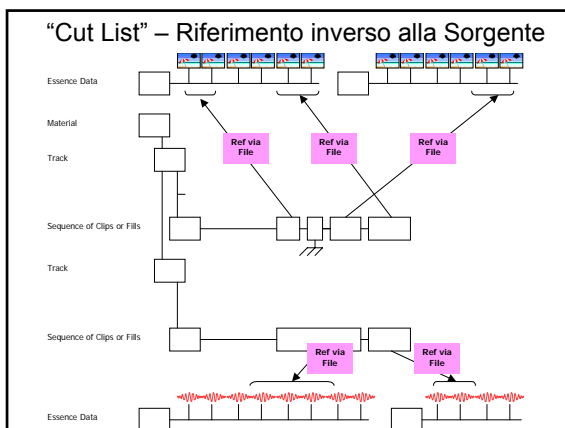 “Cut List” – Riferimento inverso alla Sorgente
Essence Data
Material
Ref via
File
Ref via
File
Ref via
File
Track
Sequence of Clips or Fills
Track
Sequence of Clips or Fills
Ref via
File
Ref via
File
Essence Data